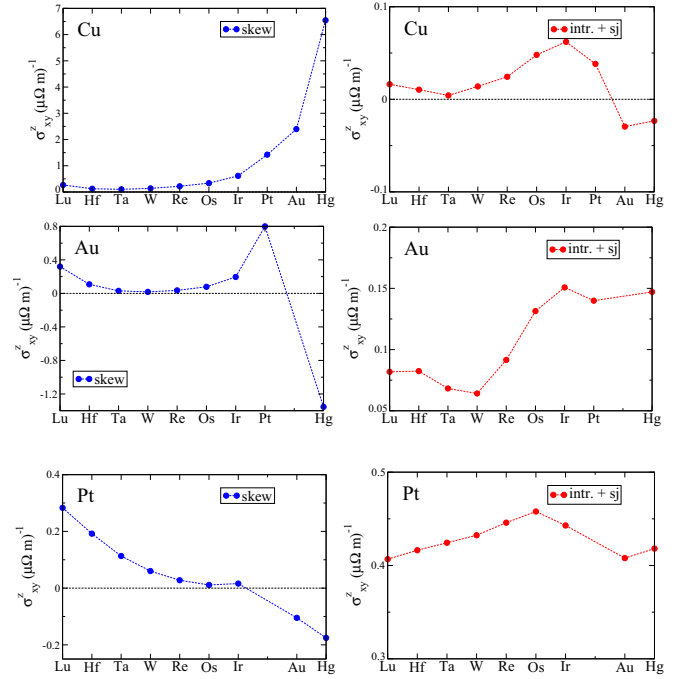 Cu
skew
σ^z_xy (μΩ m)^-1
7
6
5
4
3
2
1
0
Lu Hf Ta W Re Os Ir Pt Au Hg
Cu
intr. + sj
σ^z_xy (μΩ m)^-1
0.1
0
-0.1
Lu Hf Ta W Re Os Ir Pt Au Hg
Au
skew
σ^z_xy (μΩ m)^-1
0.8
0.4
0
-0.4
-0.8
-1.2
Lu Hf Ta W Re Os Ir Pt Hg
Au
intr. + sj
σ^z_xy (μΩ m)^-1
0.2
0.15
0.1
0.05
Lu Hf Ta W Re Os Ir Pt Hg
Pt
skew
σ^z_xy (μΩ m)^-1
0.4
0.2
0
-0.2
Lu Hf Ta W Re Os Ir Au Hg
Pt
intr. + sj
σ^z_xy (μΩ m)^-1
0.5
0.4
0.3
Lu Hf Ta W Re Os Ir Au Hg